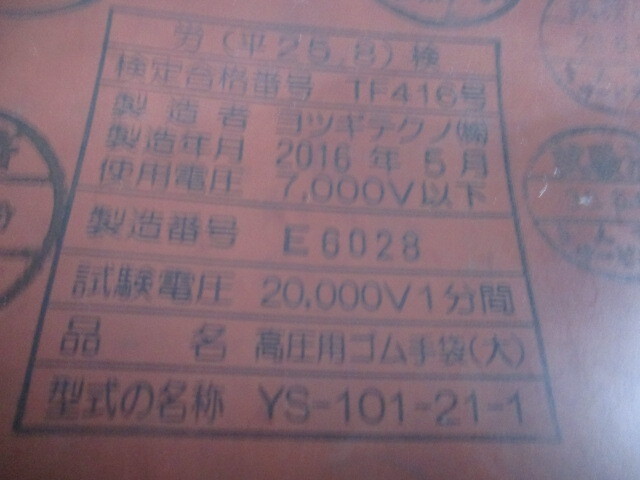 労(平25.8)検
検定合格番号 TF416号
製造者 ヨツギテクノ(株)
製造年月 2016年5月
使用電圧 7,000V以下
製造番号 E6028
試験電圧 20,000V1分間
品名 高圧用ゴム手袋(大)
型式の名称 YS-101-21-1